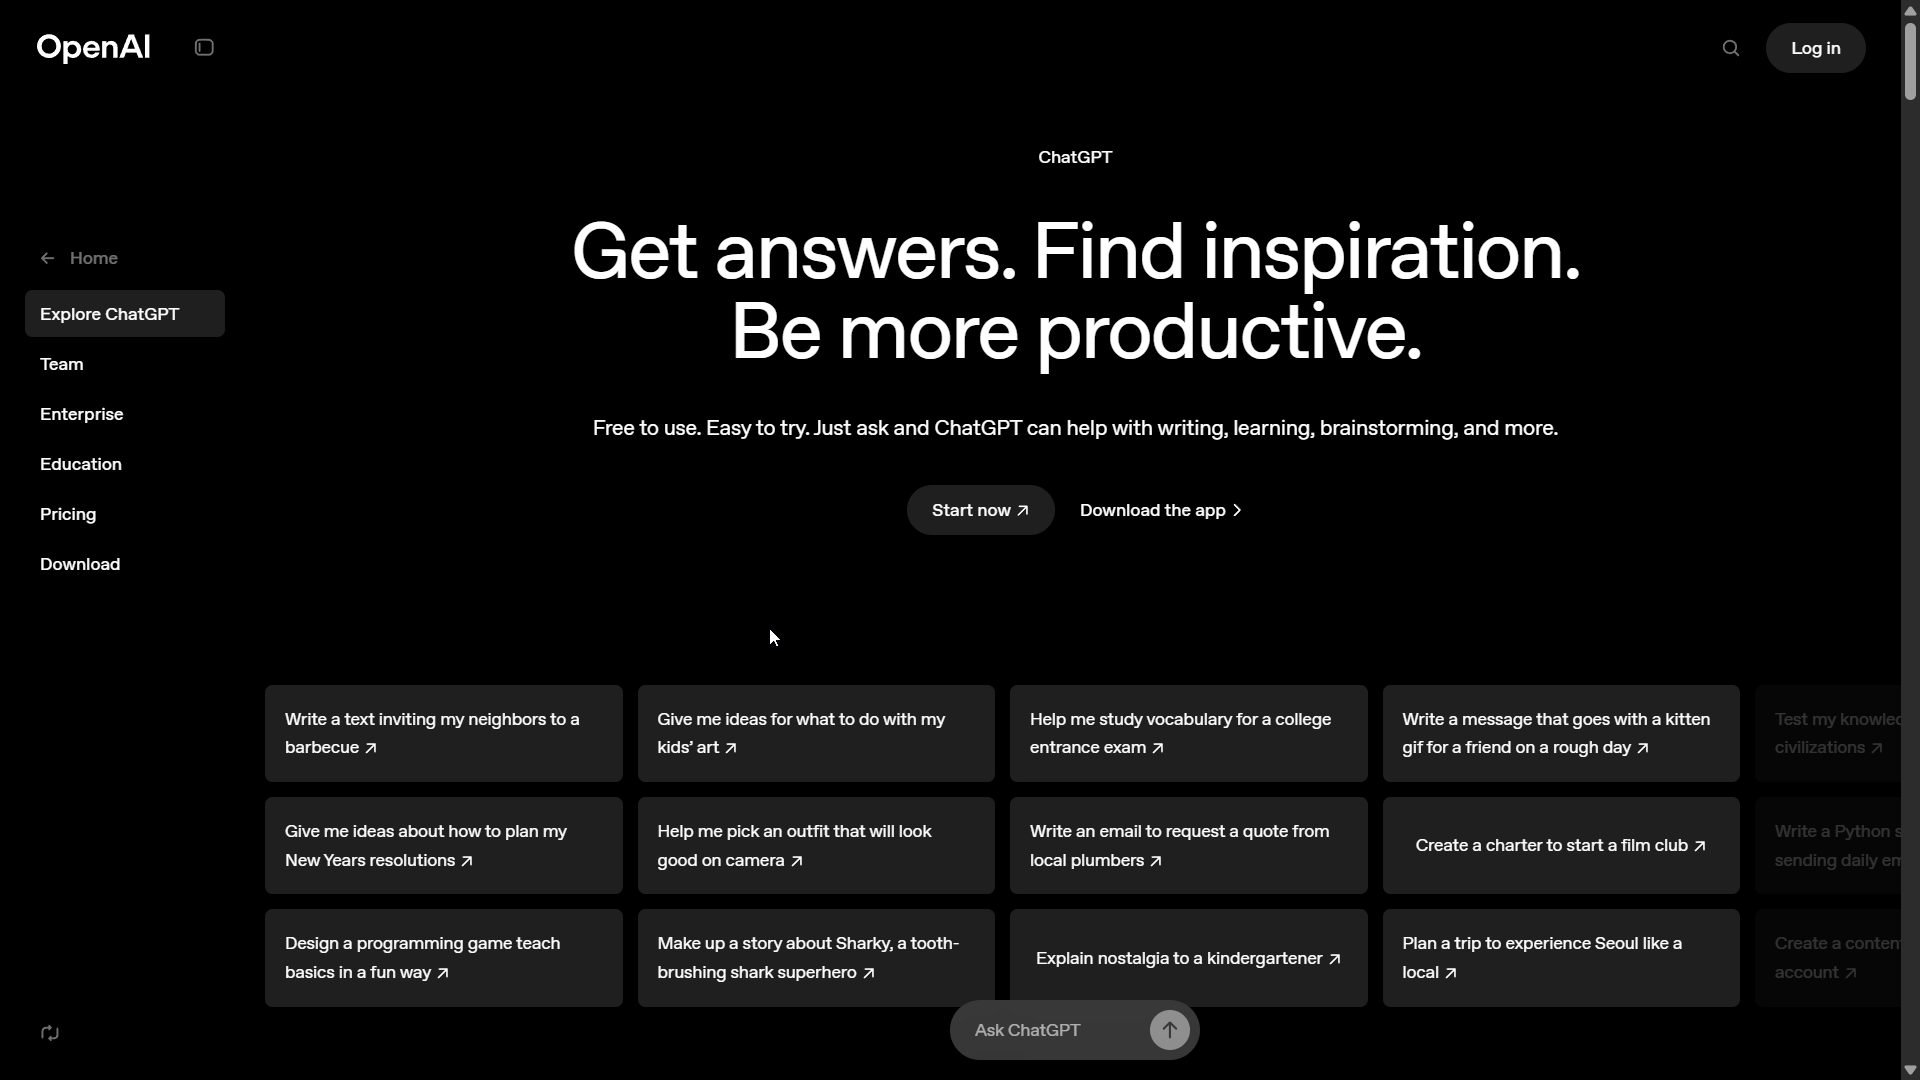 OpenAI
Log in
ChatGPT
Get answers. Find inspiration.
Be more productive.
Home
Explore ChatGPT
Team
Enterprise
Education
Pricing
Download
Free to use. Easy to try. Just ask and ChatGPT can help with writing, learning, brainstorming, and more.
Start now
Download the app
Write a text inviting my neighbors to a
barbecue
Give me ideas for what to do with my
kids’ art
Help me study vocabulary for a college
entrance exam
Write a message that goes with a kitten
gif for a friend on a rough day
Test my
civilizations
Give me ideas about how to plan my
New Years resolutions
Help me pick an outfit that will look
good on camera
Write an email to request a quote from
local plumbers
Create a charter to start a film club
Write a Python
sending daily
Design a programming game teach
basics in a fun way
Make up a story about Sharky, a tooth-
brushing shark superhero
Explain nostalgia to a kindergartener
Plan a trip to experience Seoul like a
local
Create a
account
Ask ChatGPT